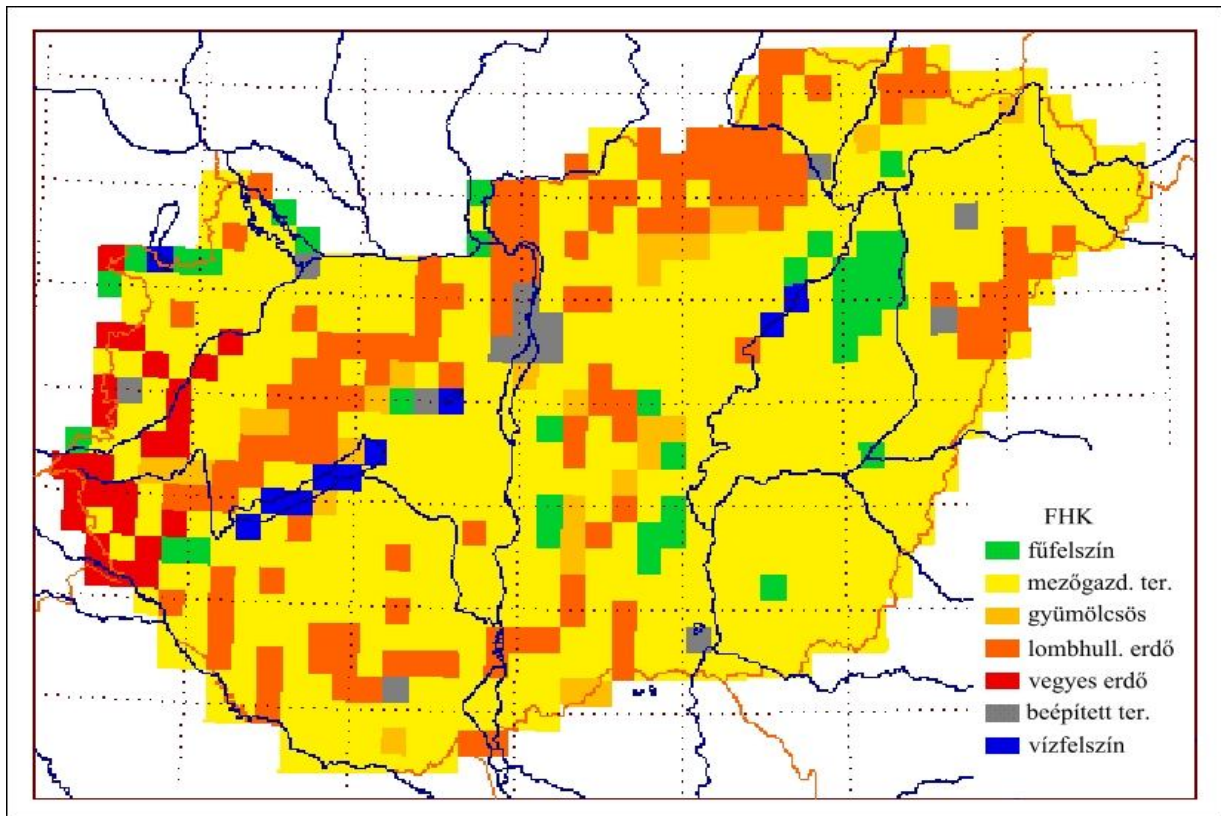 FHK
fűfelszín
mezőgazd. ter.
gyümölcsös
lombhull. erdő
vegyes erdő
beépített ter.
vízfelszín